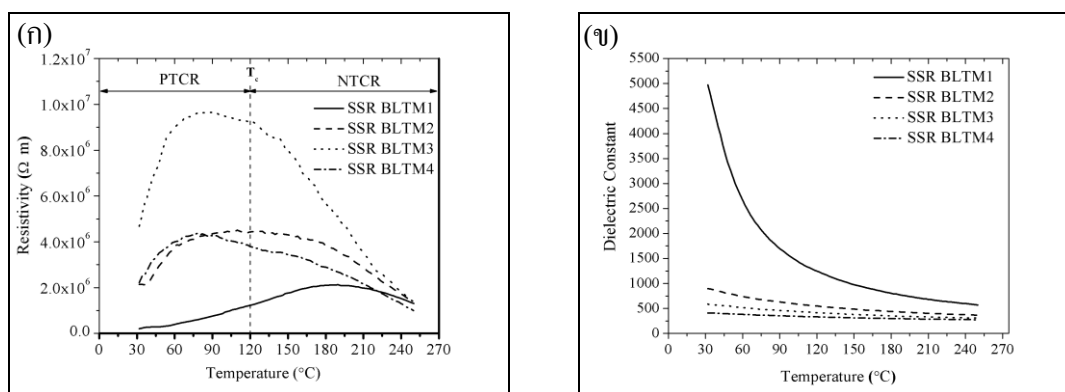 (ก)
1.2x10⁷
1.0x10⁷
8.0x10⁶
6.0x10⁶
4.0x10⁶
2.0x10⁶
0.0
Resistivity (Ω m)
PTCR
T꜀
NTCR
SSR BLTM1
SSR BLTM2
SSR BLTM3
SSR BLTM4
0 30 60 90 120 150 180 210 240 270
Temperature (°C)
(ข)
5500
5000
4500
4000
3500
3000
2500
2000
1500
1000
500
0
Dielectric Constant
SSR BLTM1
SSR BLTM2
SSR BLTM3
SSR BLTM4
0 30 60 90 120 150 180 210 240 270
Temperature (°C)